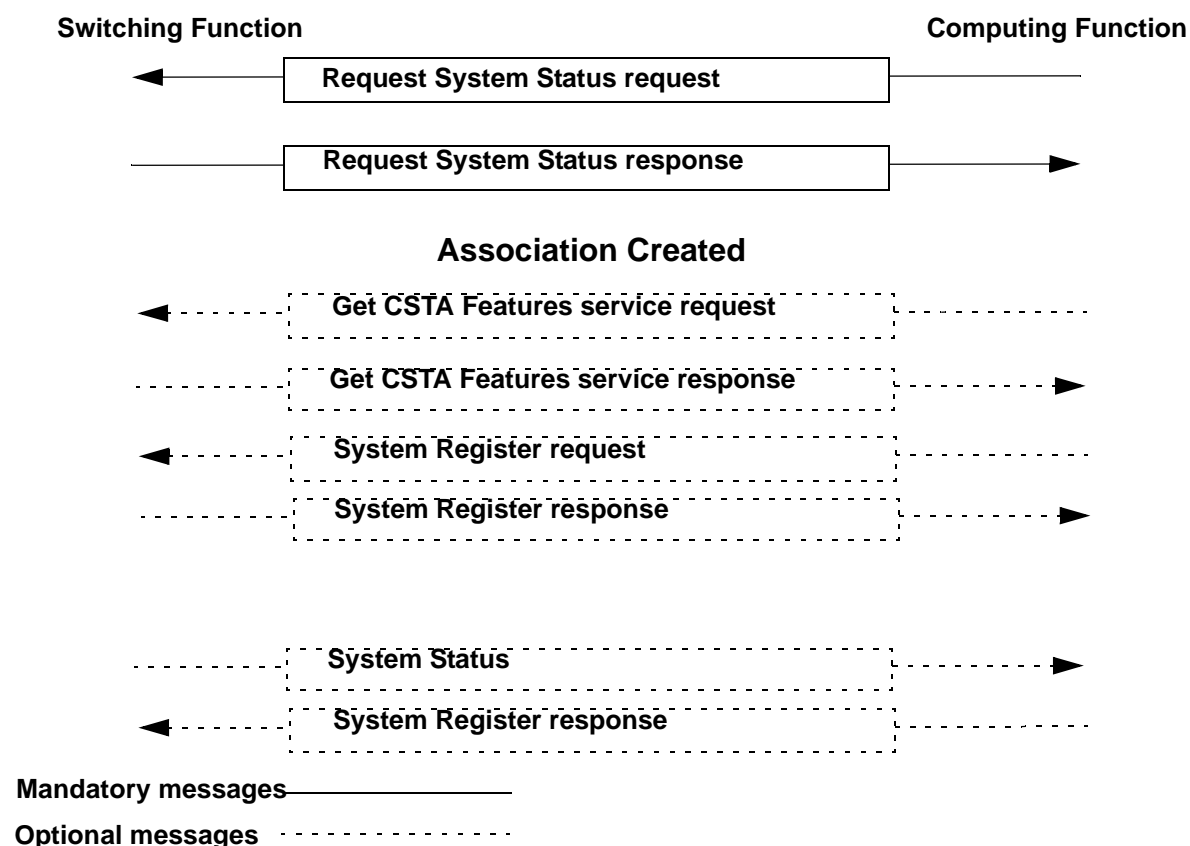 Switching Function
Computing Function
Request System Status request
Request System Status response
Association Created
Get CSTA Features service request
Get CSTA Features service response
System Register request
System Register response
System Status
System Register response
Mandatory messages
Optional messages